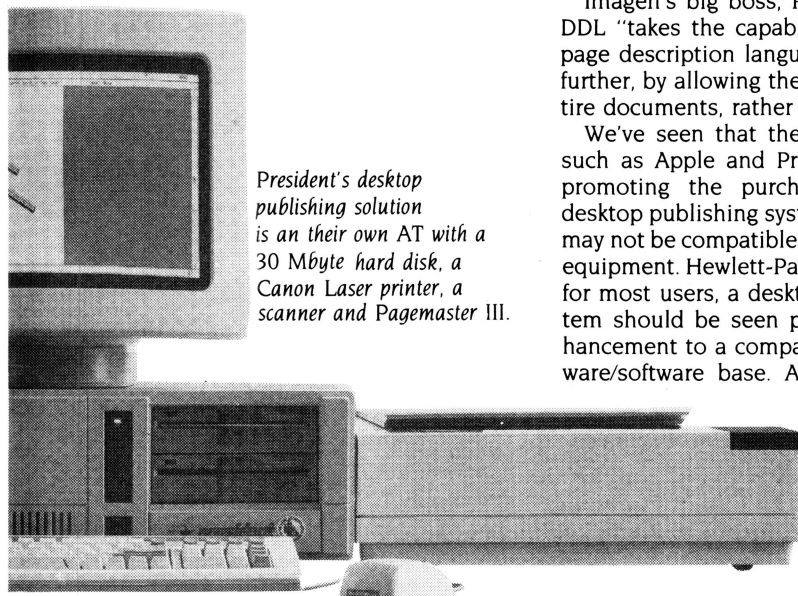 President's desktop
publishing solution
is an their own AT with a
30 Mbyte hard disk, a
Canon Laser printer, a
scanner and Pagemaster III.
Imagen's big boss,
DDL "takes the capab
page description langu
further, by allowing the
tire documents, rather
We've seen that the
such as Apple and Pr
promoting the purch
desktop publishing sys
may not be compatible
equipment. Hewlett-Pa
for most users, a deskt
tem should be seen p
hancement to a compa
ware/software base. A
president